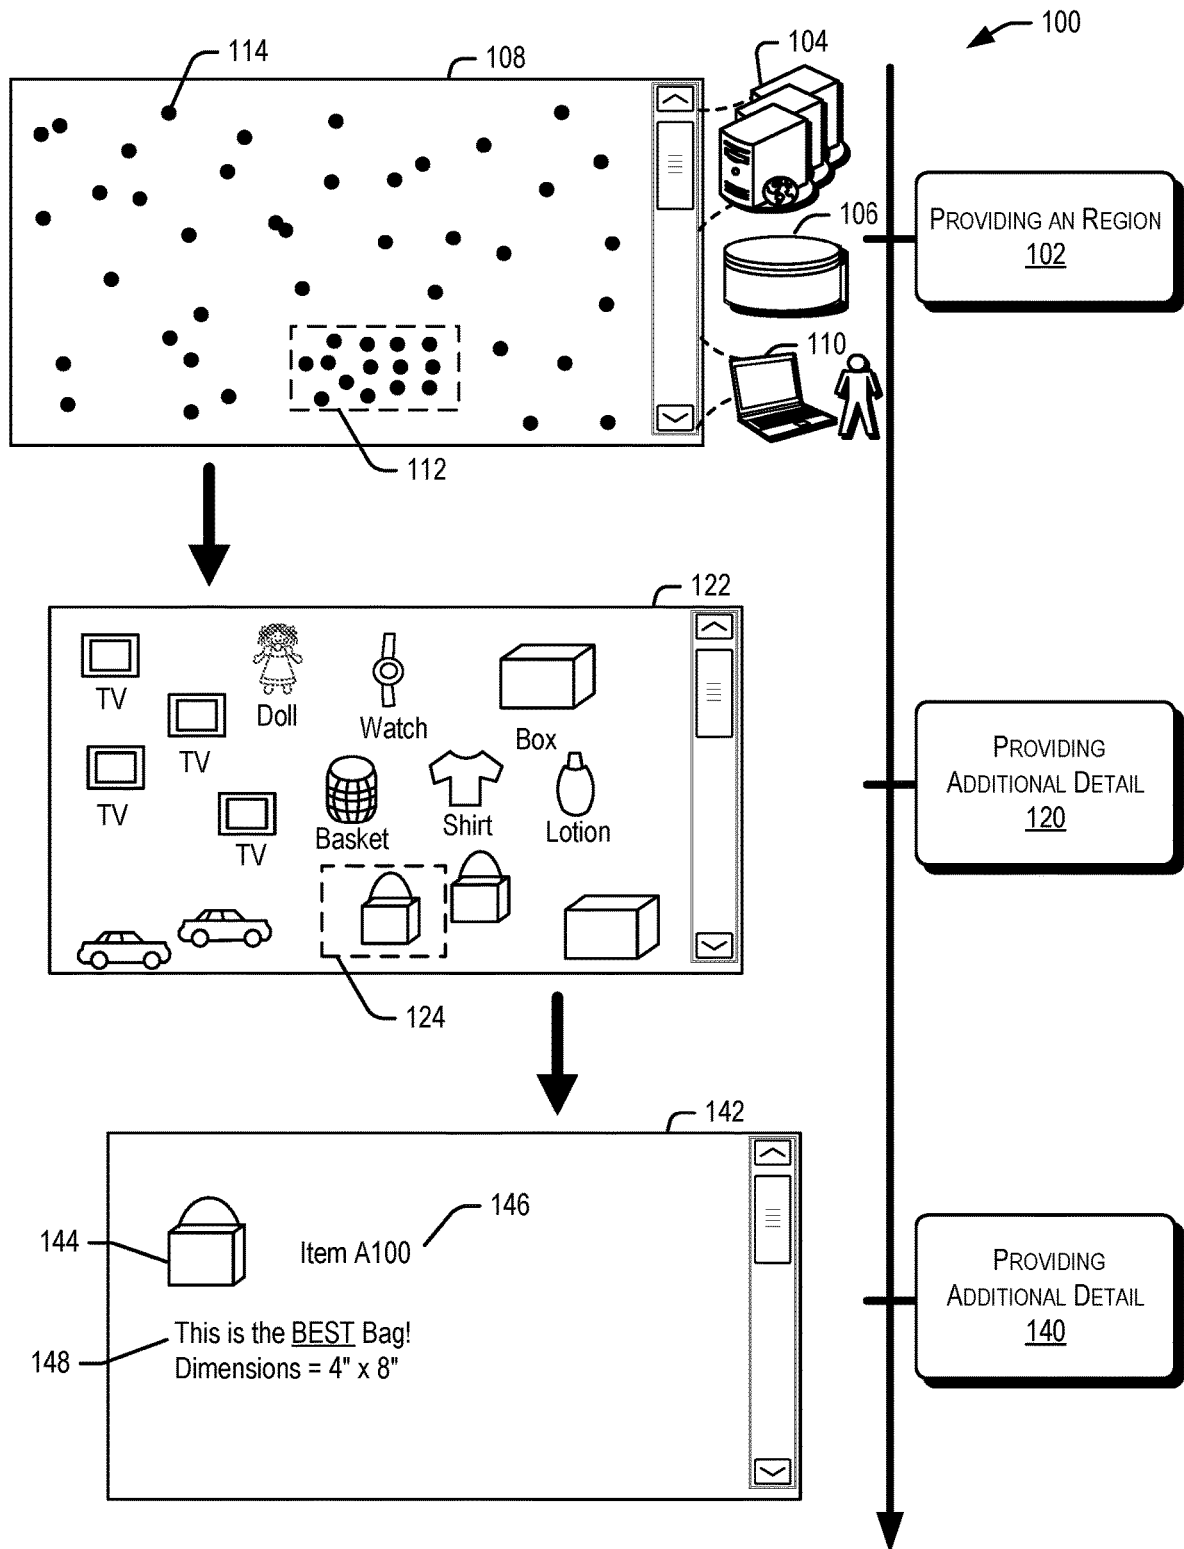 100
114
108
104
106
PROVIDING AN REGION
102
110
112
122
TV
Doll
Watch
Box
TV
TV
TV
Basket
Shirt
Lotion
PROVIDING
ADDITIONAL DETAIL
120
124
142
144
Item A100
146
148
This is the BEST Bag!
Dimensions = 4" x 8"
PROVIDING
ADDITIONAL DETAIL
140